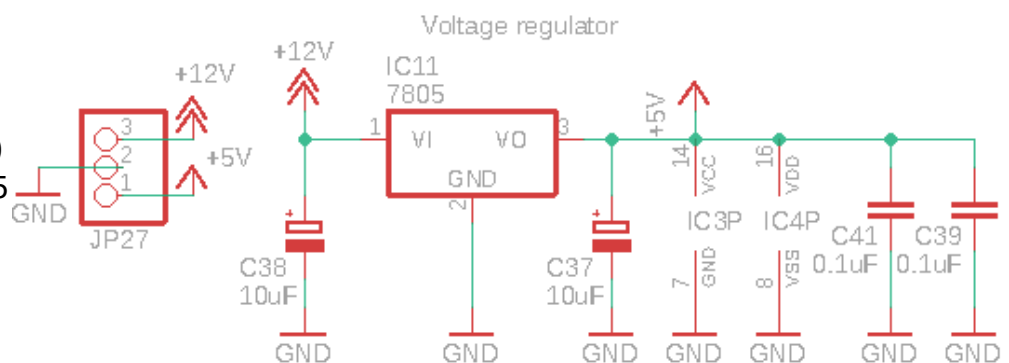 Voltage regulator
+12V
+12V
IC11
7805
3
2
1
+5V
)
5
GND
JP27
1
VI
VO
3
GND
2
+5V
14
VCC
16
VDD
IC3P
IC4P
7
GND
8
VSS
C38
10uF
C37
10uF
C41
0.1uF
C39
0.1uF
GND
GND
GND
GND
GND
GND
GND